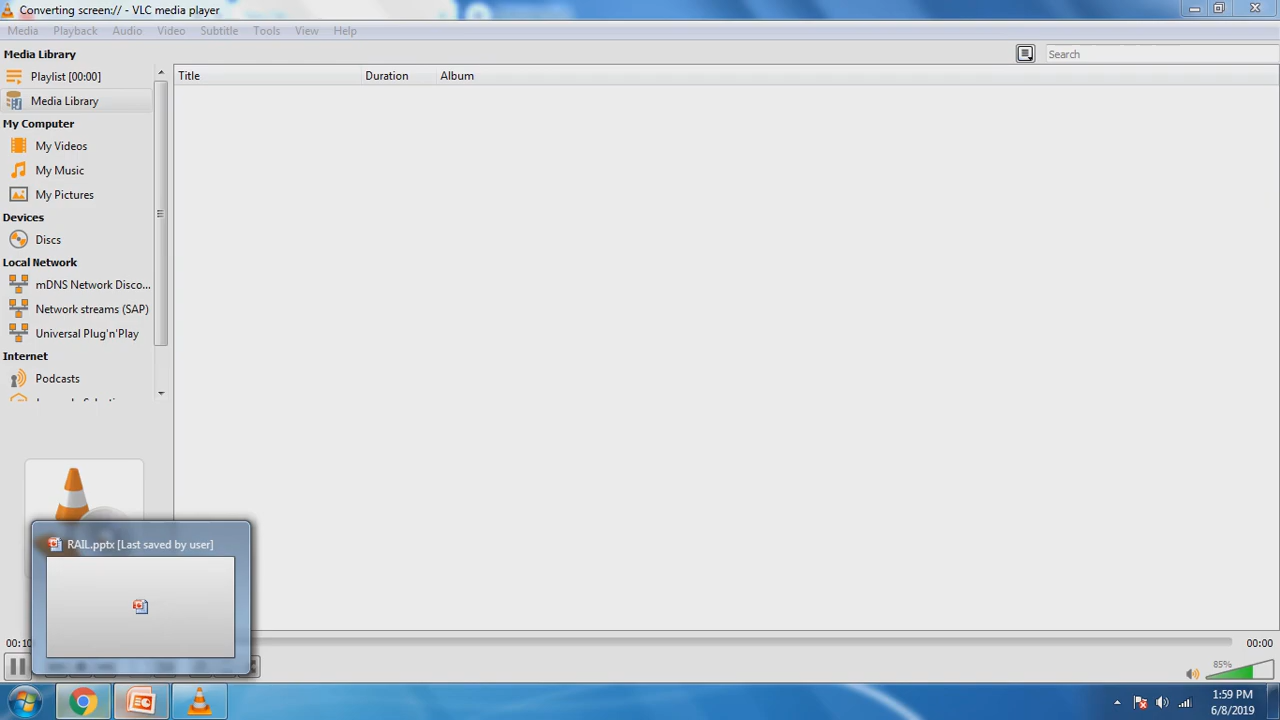 Converting screen:// - VLC media player
Media Playback Audio Video Subtitle Tools View Help
Media Library
Search
Playlist [00:00]
Title Duration Album
Media Library
My Computer
My Videos
My Music
My Pictures
Devices
Discs
Local Network
mDNS Network Disco...
Network streams (SAP)
Universal Plug'n'Play
Internet
Podcasts
RAIL.pptx [Last saved by user]
00:10
00:00
85%
1:59 PM
6/8/2019